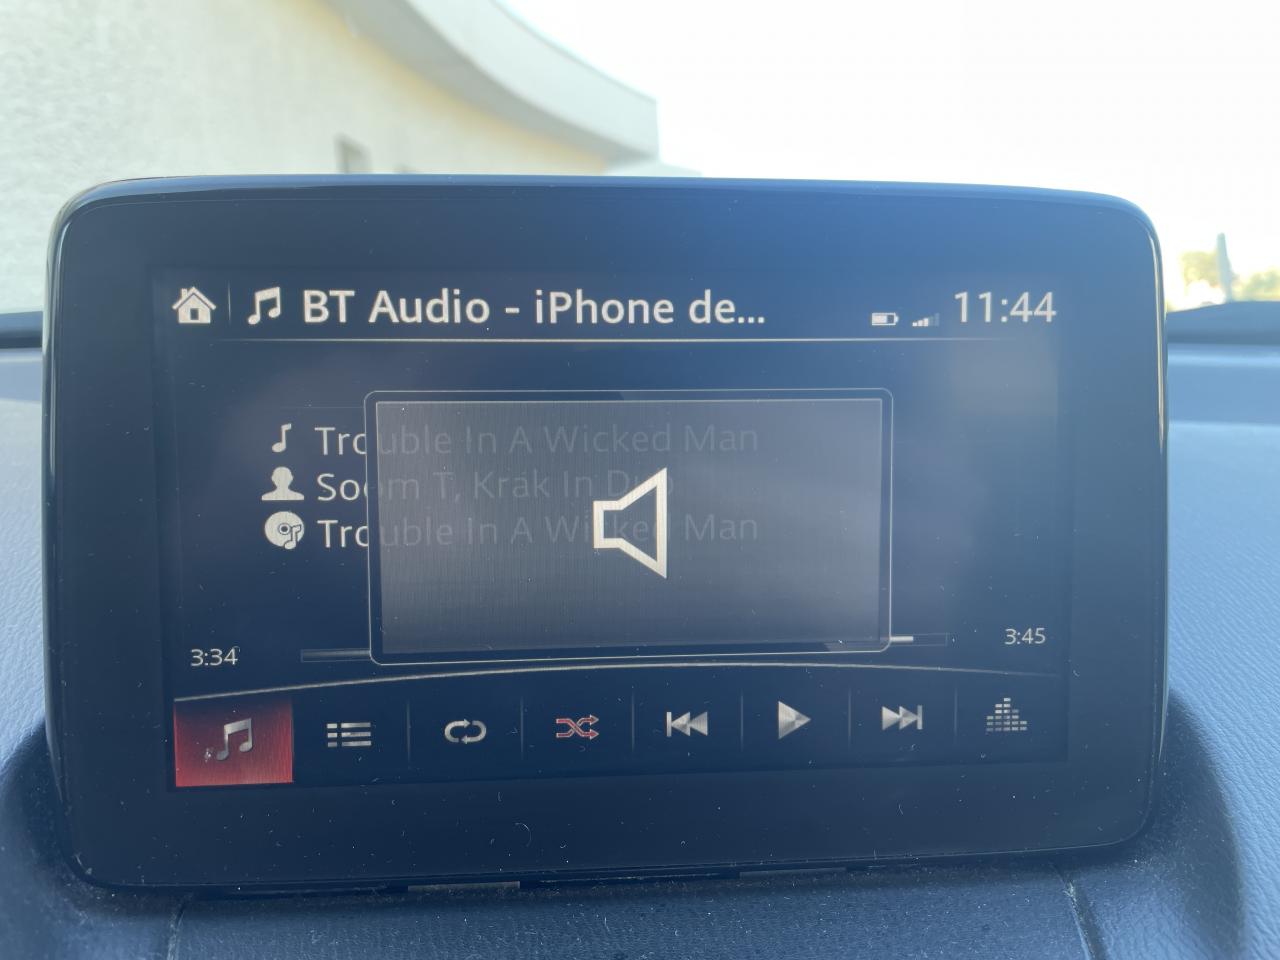 BT Audio - iPhone de...
11:44
Trouble In A Wicked Man
Soom T, Krak In Dub
Trouble In A Wicked Man
3:34
3:45